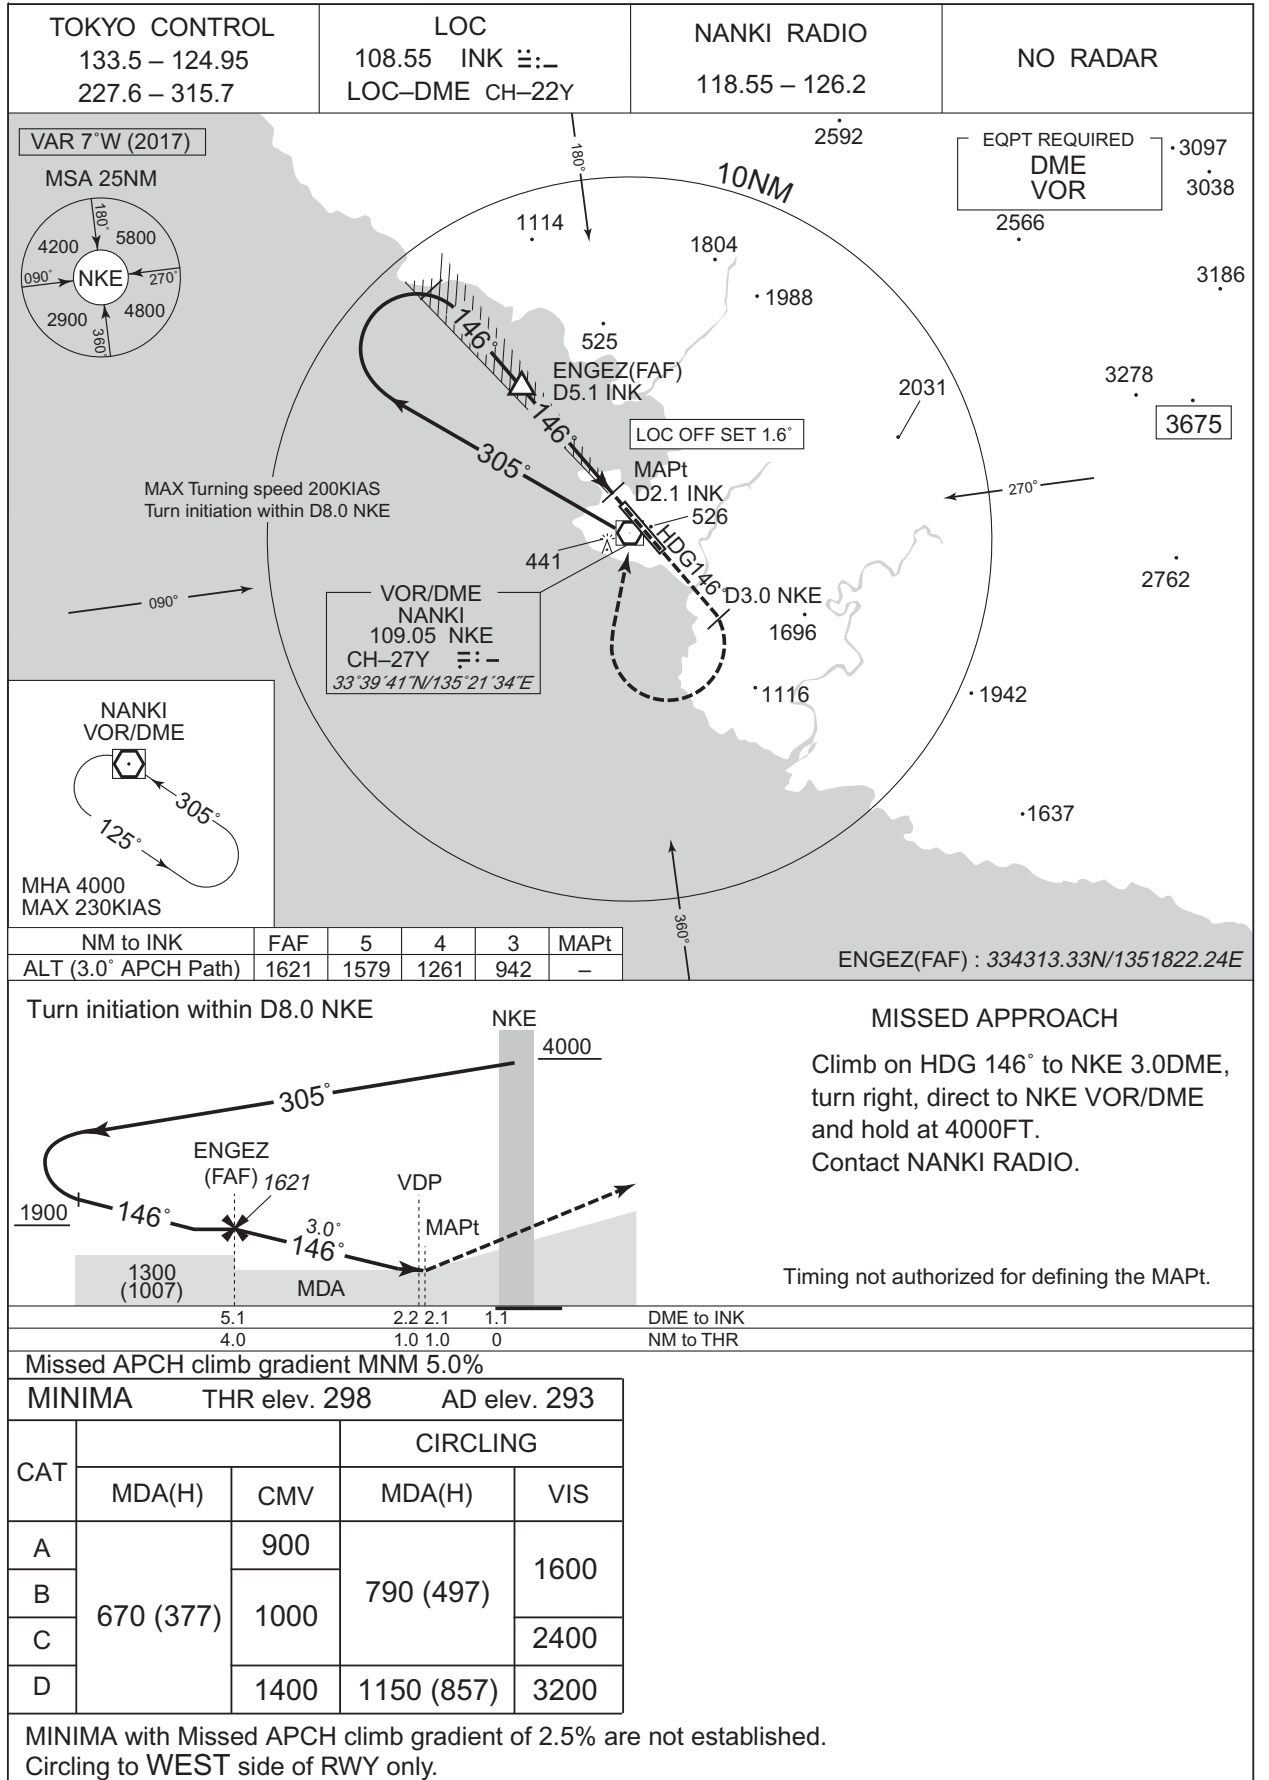 TOKYO CONTROL
133.5 – 124.95
227.6 – 315.7
LOC
108.55 INK
LOC–DME CH–22Y
NANKI RADIO
118.55 – 126.2
NO RADAR
VAR 7˚W (2017)
MSA 25NM
180˚
4200
5800
090˚
NKE
270˚
2900
4800
360˚
180˚
10NM
2592
EQPT REQUIRED
DME
VOR
3097
3038
2566
1114
1804
3186
1988
525
146˚
ENGEZ(FAF)
D5.1 INK
3278
2031
3675
146˚
LOC OFF SET 1.6˚
305˚
MAPt
D2.1 INK
MAX Turning speed 200KIAS
Turn initiation within D8.0 NKE
270˚
526
HDG146˚
441
2762
090˚
VOR/DME
NANKI
109.05 NKE
CH–27Y
33˚39´41˝N/135˚21´34˝E
D3.0 NKE
1696
1116
1942
NANKI
VOR/DME
305˚
125˚
1637
MHA 4000
MAX 230KIAS
360˚
NM to INK FAF 5 4 3 MAPt
ALT (3.0˚ APCH Path) 1621 1579 1261 942 –
ENGEZ(FAF) : 334313.33N/1351822.24E
Turn initiation within D8.0 NKE
NKE
4000
305˚
ENGEZ
(FAF) 1621
VDP
1900
146˚
3.0˚
146˚
MAPt
1300
(1007)
MDA
MISSED APPROACH
Climb on HDG 146˚ to NKE 3.0DME,
turn right, direct to NKE VOR/DME
and hold at 4000FT.
Contact NANKI RADIO.
Timing not authorized for defining the MAPt.
5.1 2.2 2.1 1.1 DME to INK
4.0 1.0 1.0 0 NM to THR
Missed APCH climb gradient MNM 5.0%
MINIMA THR elev. 298 AD elev. 293
CAT
CIRCLING
MDA(H) CMV MDA(H) VIS
A 900
B 670 (377) 1000 790 (497) 1600
C 2400
D 1400 1150 (857) 3200
MINIMA with Missed APCH climb gradient of 2.5% are not established.
Circling to WEST side of RWY only.